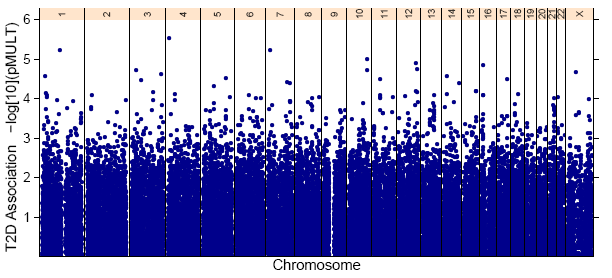 1 2 3 4 5 6 7 8 9 10 11 12 13 14 15 16 17 18 19 20 21 22 X
6
5
4
3
2
1
T2D Association −log[10](pMULT)
Chromosome